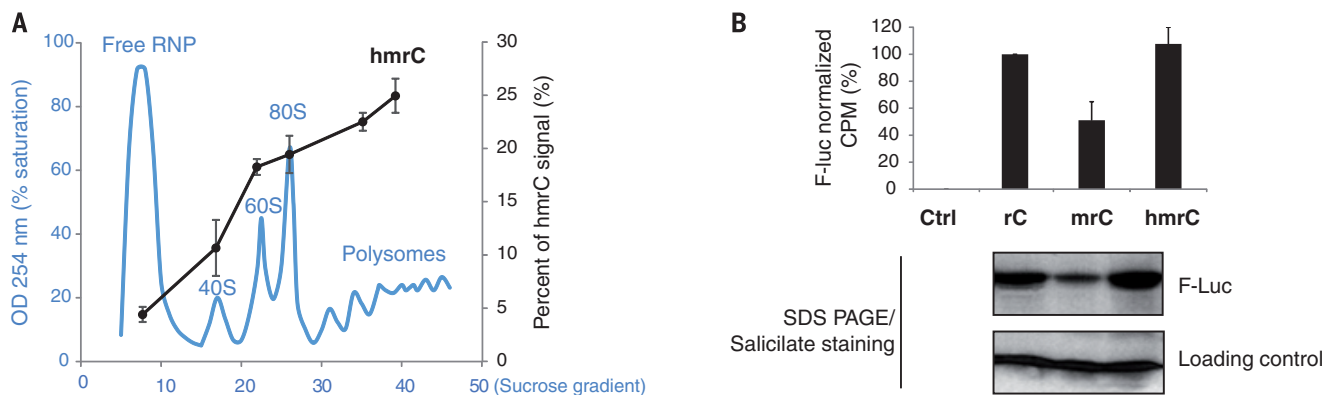 A
Free RNP
hmrC
80S
60S
40S
Polysomes
OD 254 nm (% saturation)
100
80
60
40
20
0
Percent of hmrC signal (%)
30
25
20
15
10
5
0
0 10 20 30 40 50 (Sucrose gradient)
B
F-luc normalized
CPM (%)
120
100
80
60
40
20
0
Ctrl rC mrC hmrC
SDS PAGE/
Salicilate staining
F-Luc
Loading control